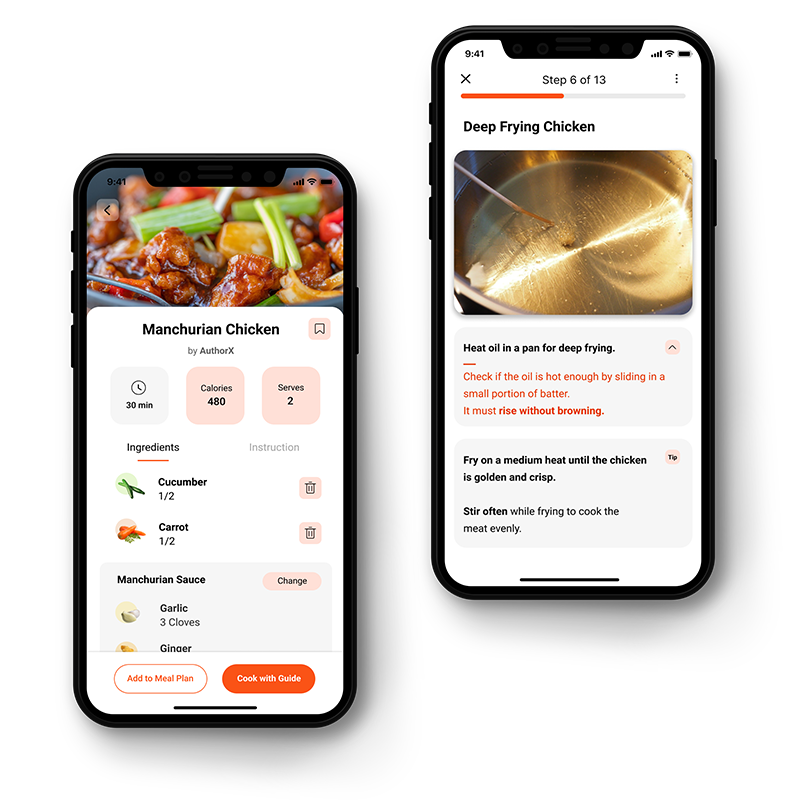 9:41
Manchurian Chicken
by AuthorX
30 min
Calories
480
Serves
2
Ingredients
Instruction
Cucumber
1/2
Carrot
1/2
Manchurian Sauce
Change
Garlic
3 Cloves
Ginger
Add to Meal Plan
Cook with Guide
9:41
Step 6 of 13
Deep Frying Chicken
Heat oil in a pan for deep frying.
Check if the oil is hot enough by sliding in a
small portion of batter.
It must rise without browning.
Fry on a medium heat until the chicken
is golden and crisp.
Tip
Stir often while frying to cook the
meat evenly.